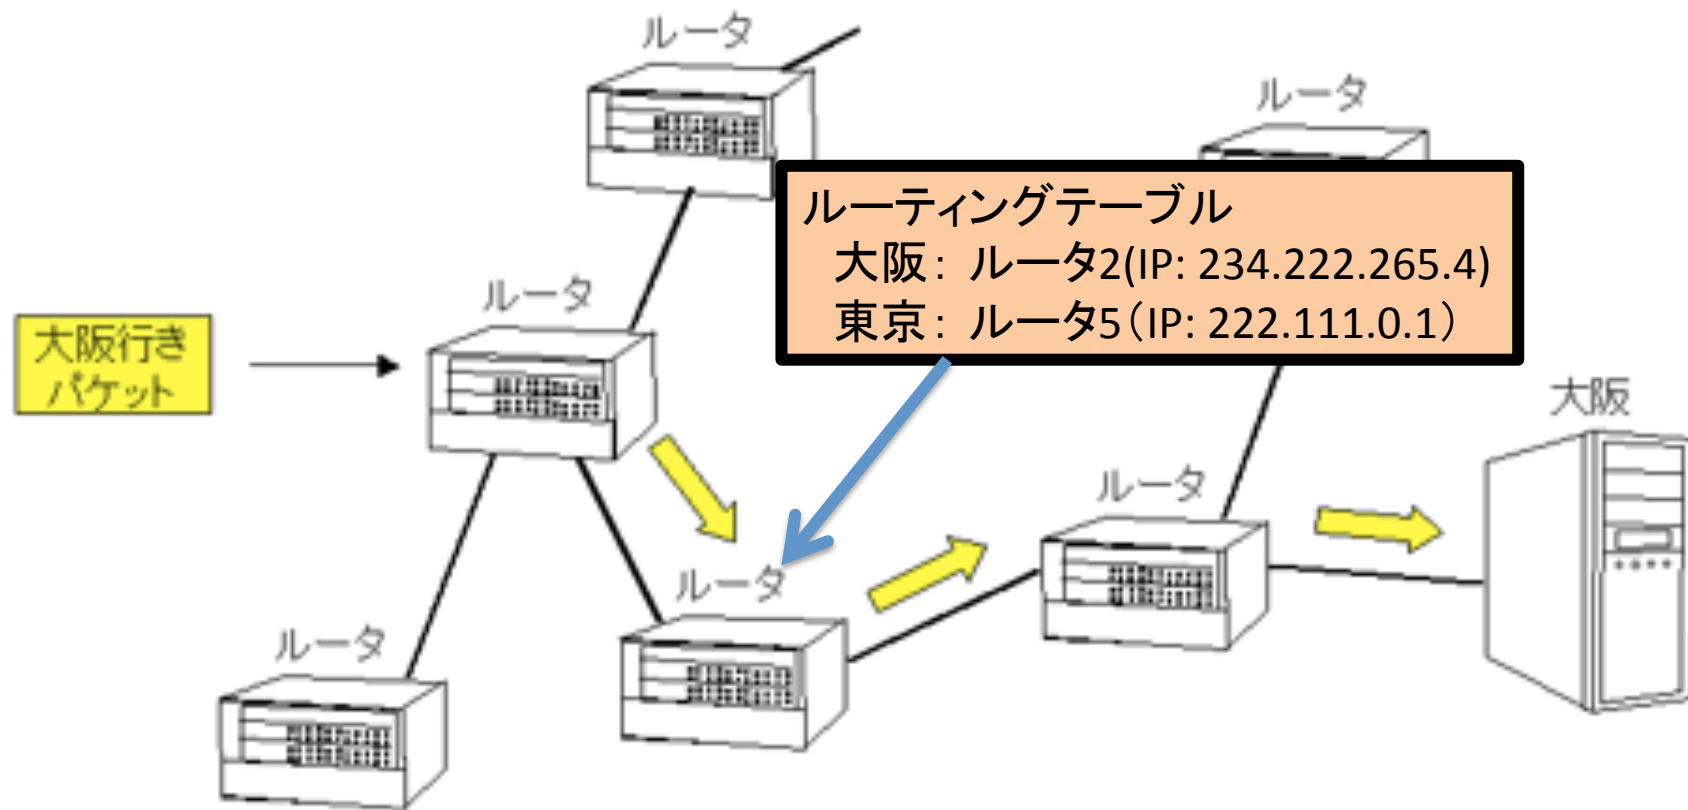 ルータ
ルータ
ルーティングテーブル
大阪： ルータ2(IP: 234.222.265.4)
東京： ルータ5（IP: 222.111.0.1）
ルータ
大阪行き
パケット
大阪
ルータ
ルータ
ルータ